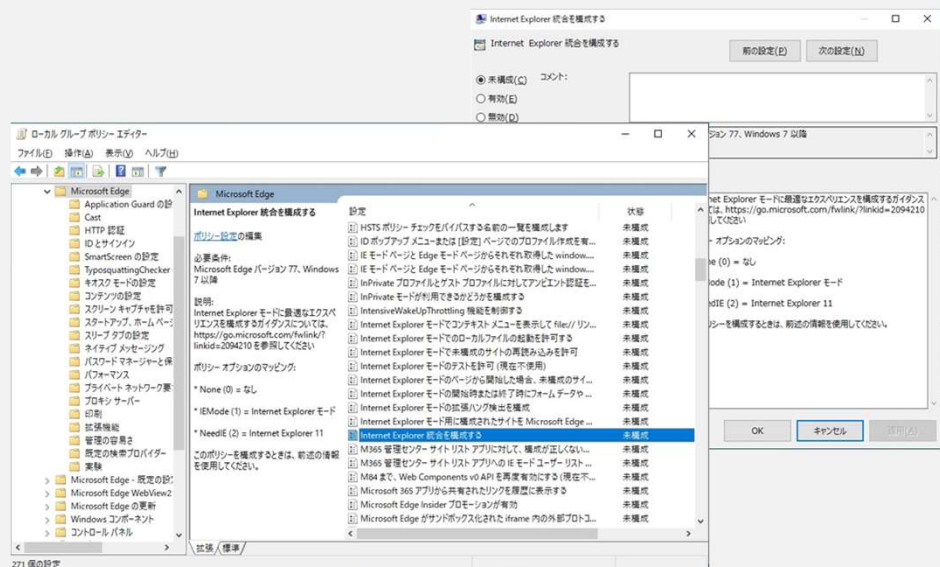 Internet Explorer 統合を構成する
Internet Explorer 統合を構成する
前の設定(P)
次の設定(N)
未構成(C)
コメント:
有効(E)
無効(D)
ジョン 77、Windows 7 以降
net Explorer モードに最適なエクスペリエンスを構成するガイダンス
ては、https://go.microsoft.com/fwlink/?linkid=2094210
してください
ー オプションのマッピング:
ne (0) = なし
ode (1) = Internet Explorer モード
edIE (2) = Internet Explorer 11
シーを構成するときは、前述の情報を使用してください。
OK
キャンセル
適用(A)
ローカル グループ ポリシー エディター
ファイル(F) 操作(A) 表示(V) ヘルプ(H)
Microsoft Edge
Application Guard の設
Cast
HTTP 認証
ID とサインイン
SmartScreen の設定
TyposquattingChecker
キオスク モードの設定
コンテンツの設定
スクリーン キャプチャを許可
スタートアップ、ホーム ペー
スリープ タブの設定
ネイティブ メッセージング
パスワード マネージャーと保
パフォーマンス
プライベート ネットワーク要
プロキシ サーバー
印刷
拡張機能
管理の容易さ
既定の検索プロバイダー
実験
Microsoft Edge - 既定の設
Microsoft Edge WebView2
Microsoft Edge の更新
Windows コンポーネント
コントロール パネル
271 個の設定
Microsoft Edge
Internet Explorer 統合を構成する
ポリシー設定の編集
必要条件:
Microsoft Edge バージョン 77、Windows
7 以降
説明:
Internet Explorer モードに最適なエクスペ
リエンスを構成するガイダンスについては、
https://go.microsoft.com/fwlink/?
linkid=2094210 を参照してください
ポリシー オプションのマッピング:
* None (0) = なし
* IEMode (1) = Internet Explorer モード
* NeedIE (2) = Internet Explorer 11
このポリシーを構成するときは、前述の情報
を使用してください。
設定 状態
HSTS ポリシー チェックをバイパスする名前の一覧を構成します 未構成
ID ポップアップ メニューまたは [設定] ページでのプロファイル作成を有... 未構成
IE モード ページと Edge モード ページからそれぞれ取得した window.... 未構成
IE モード ページと Edge モード ページからそれぞれ取得した window.... 未構成
InPrivate プロファイルとゲスト プロファイルに対してアンビエント認証を... 未構成
InPrivate モードが利用できるかどうかを構成する 未構成
IntensiveWakeUpThrottling 機能を制御する 未構成
Internet Explorer モードでコンテキスト メニューを表示して file:// リン... 未構成
Internet Explorer モードでのローカルファイルの起動を許可する 未構成
Internet Explorer モードで未構成のサイトの再読み込みを許可 未構成
Internet Explorer モードのテストを許可 (現在不使用) 未構成
Internet Explorer モードのページから開始した場合、未構成のサイ... 未構成
Internet Explorer モードの開始時または終了時にフォーム データや ... 未構成
Internet Explorer モードの拡張ハング検出を構成 未構成
Internet Explorer モード用に構成されたサイトを Microsoft Edge ... 未構成
Internet Explorer 統合を構成する 未構成
M365 管理センター サイト リスト アプリに対して、構成が正しくない... 未構成
M365 管理センター サイト リスト アプリへの IE モード ユーザー リスト ... 未構成
M84 まで、Web Components v0 API を再度有効にする (現在不... 未構成
Microsoft 365 アプリから共有されたリンクを履歴に表示する 未構成
Microsoft Edge Insider プロモーションが有効 未構成
Microsoft Edge がサンドボックス化された iframe 内の外部プロトコ... 未構成
拡張 標準